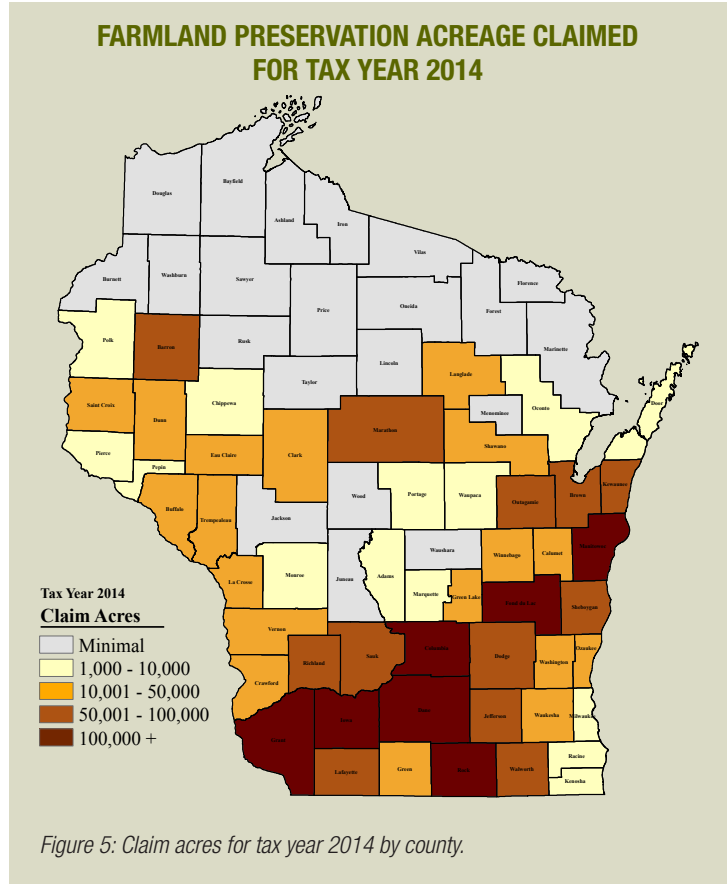 FARMLAND PRESERVATION ACREAGE CLAIMED
FOR TAX YEAR 2014
Douglas
Bayfield
Ashland
Iron
Vilas
Burnett
Washburn
Sawyer
Price
Oneida
Florence
Forest
Marinette
Polk
Barron
Rusk
Taylor
Lincoln
Langlade
Oconto
Door
Saint Croix
Dunn
Chippewa
Menominee
Shawano
Marathon
Clark
Eau Claire
Pierce
Pepin
Buffalo
Trempealeau
Jackson
Wood
Portage
Waupaca
Outagamie
Brown
Kewaunee
Manitowoc
La Crosse
Monroe
Juneau
Adams
Waushara
Marquette
Green Lake
Winnebago
Calumet
Fond du Lac
Sheboygan
Vernon
Crawford
Richland
Sauk
Columbia
Dodge
Washington
Ozaukee
Grant
Iowa
Dane
Jefferson
Waukesha
Milwaukee
Lafayette
Green
Rock
Walworth
Racine
Kenosha
Tax Year 2014
Claim Acres
Minimal
1,000 - 10,000
10,001 - 50,000
50,001 - 100,000
100,000 +
Figure 5: Claim acres for tax year 2014 by county.